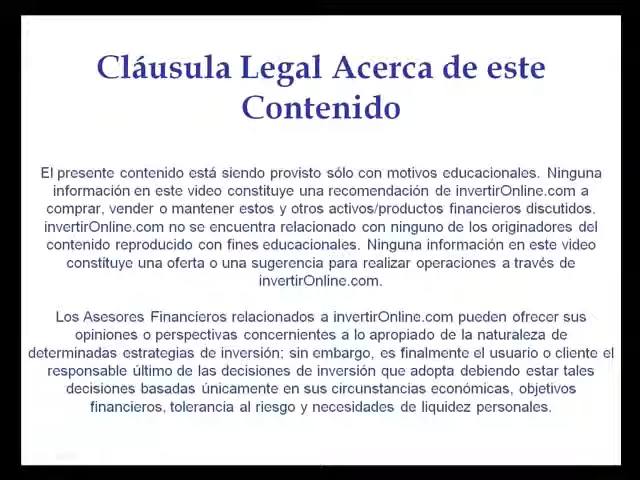 Cláusula Legal Acerca de este
Contenido
El presente contenido está siendo provisto sólo con motivos educacionales. Ninguna
información en este video constituye una recomendación de invertirOnline.com a
comprar, vender o mantener estos y otros activos/productos financieros discutidos.
invertirOnline.com no se encuentra relacionado con ninguno de los originadores del
contenido reproducido con fines educacionales. Ninguna información en este video
constituye una oferta o una sugerencia para realizar operaciones a través de
invertirOnline.com.
Los Asesores Financieros relacionados a invertirOnline.com pueden ofrecer sus
opiniones o perspectivas concernientes a lo apropiado de la naturaleza de
determinadas estrategias de inversión; sin embargo, es finalmente el usuario o cliente el
responsable último de las decisiones de inversión que adopta debiendo estar tales
decisiones basadas únicamente en sus circunstancias económicas, objetivos
financieros, tolerancia al riesgo y necesidades de liquidez personales.